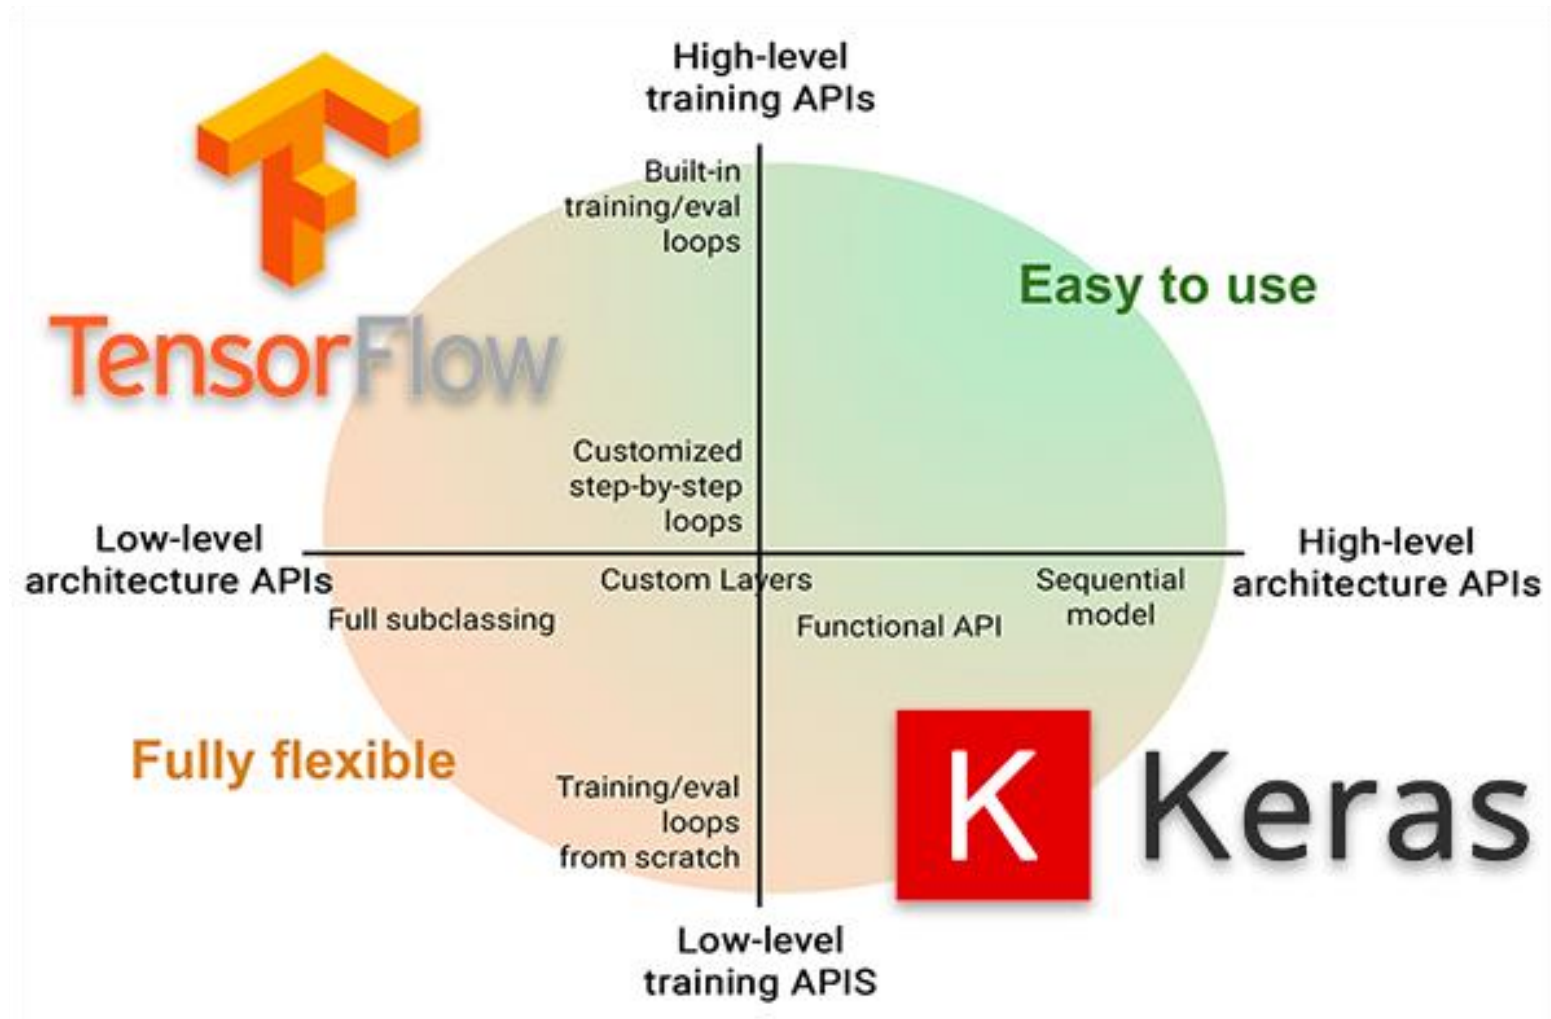 High-level
training APIs
Built-in
training/eval
loops
Easy to use
TensorFlow
Customized
step-by-step
loops
Low-level
architecture APIs
High-level
architecture APIs
Custom Layers
Sequential
model
Full subclassing
Functional API
Fully flexible
Training/eval
loops
from scratch
K Keras
Low-level
training APIS